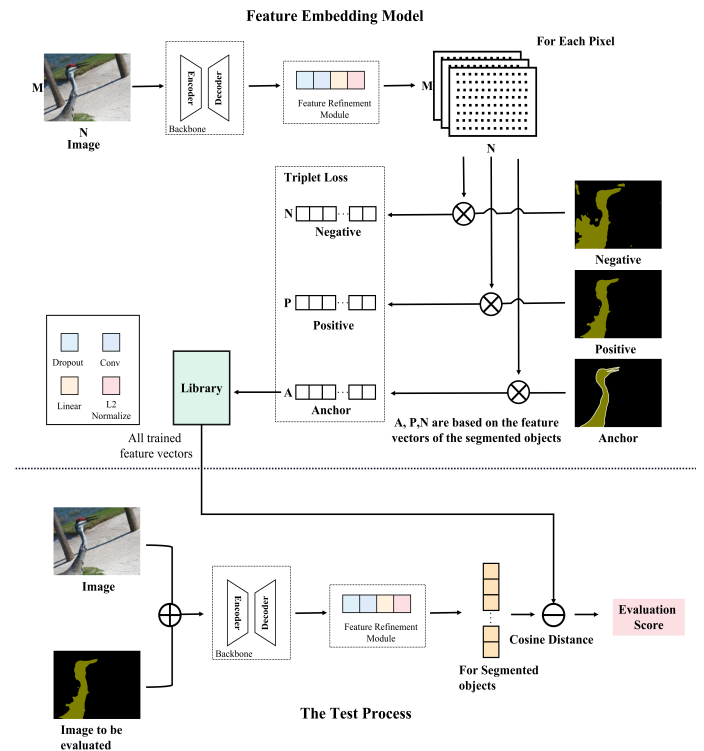 Feature Embedding Model
For Each Pixel
M
N
Image
Encoder
Decoder
Backbone
Feature Refinement
Module
M
N
Triplet Loss
N
Negative
P
Positive
A
Anchor
Negative
Positive
Anchor
A, P,N are based on the feature
vectors of the segmented objects
Dropout
Conv
Linear
L2
Normalize
Library
All trained
feature vectors
Image
Image to be
evaluated
Encoder
Decoder
Backbone
Feature Refinement
Module
For Segmented
objects
Cosine Distance
Evaluation
Score
The Test Process